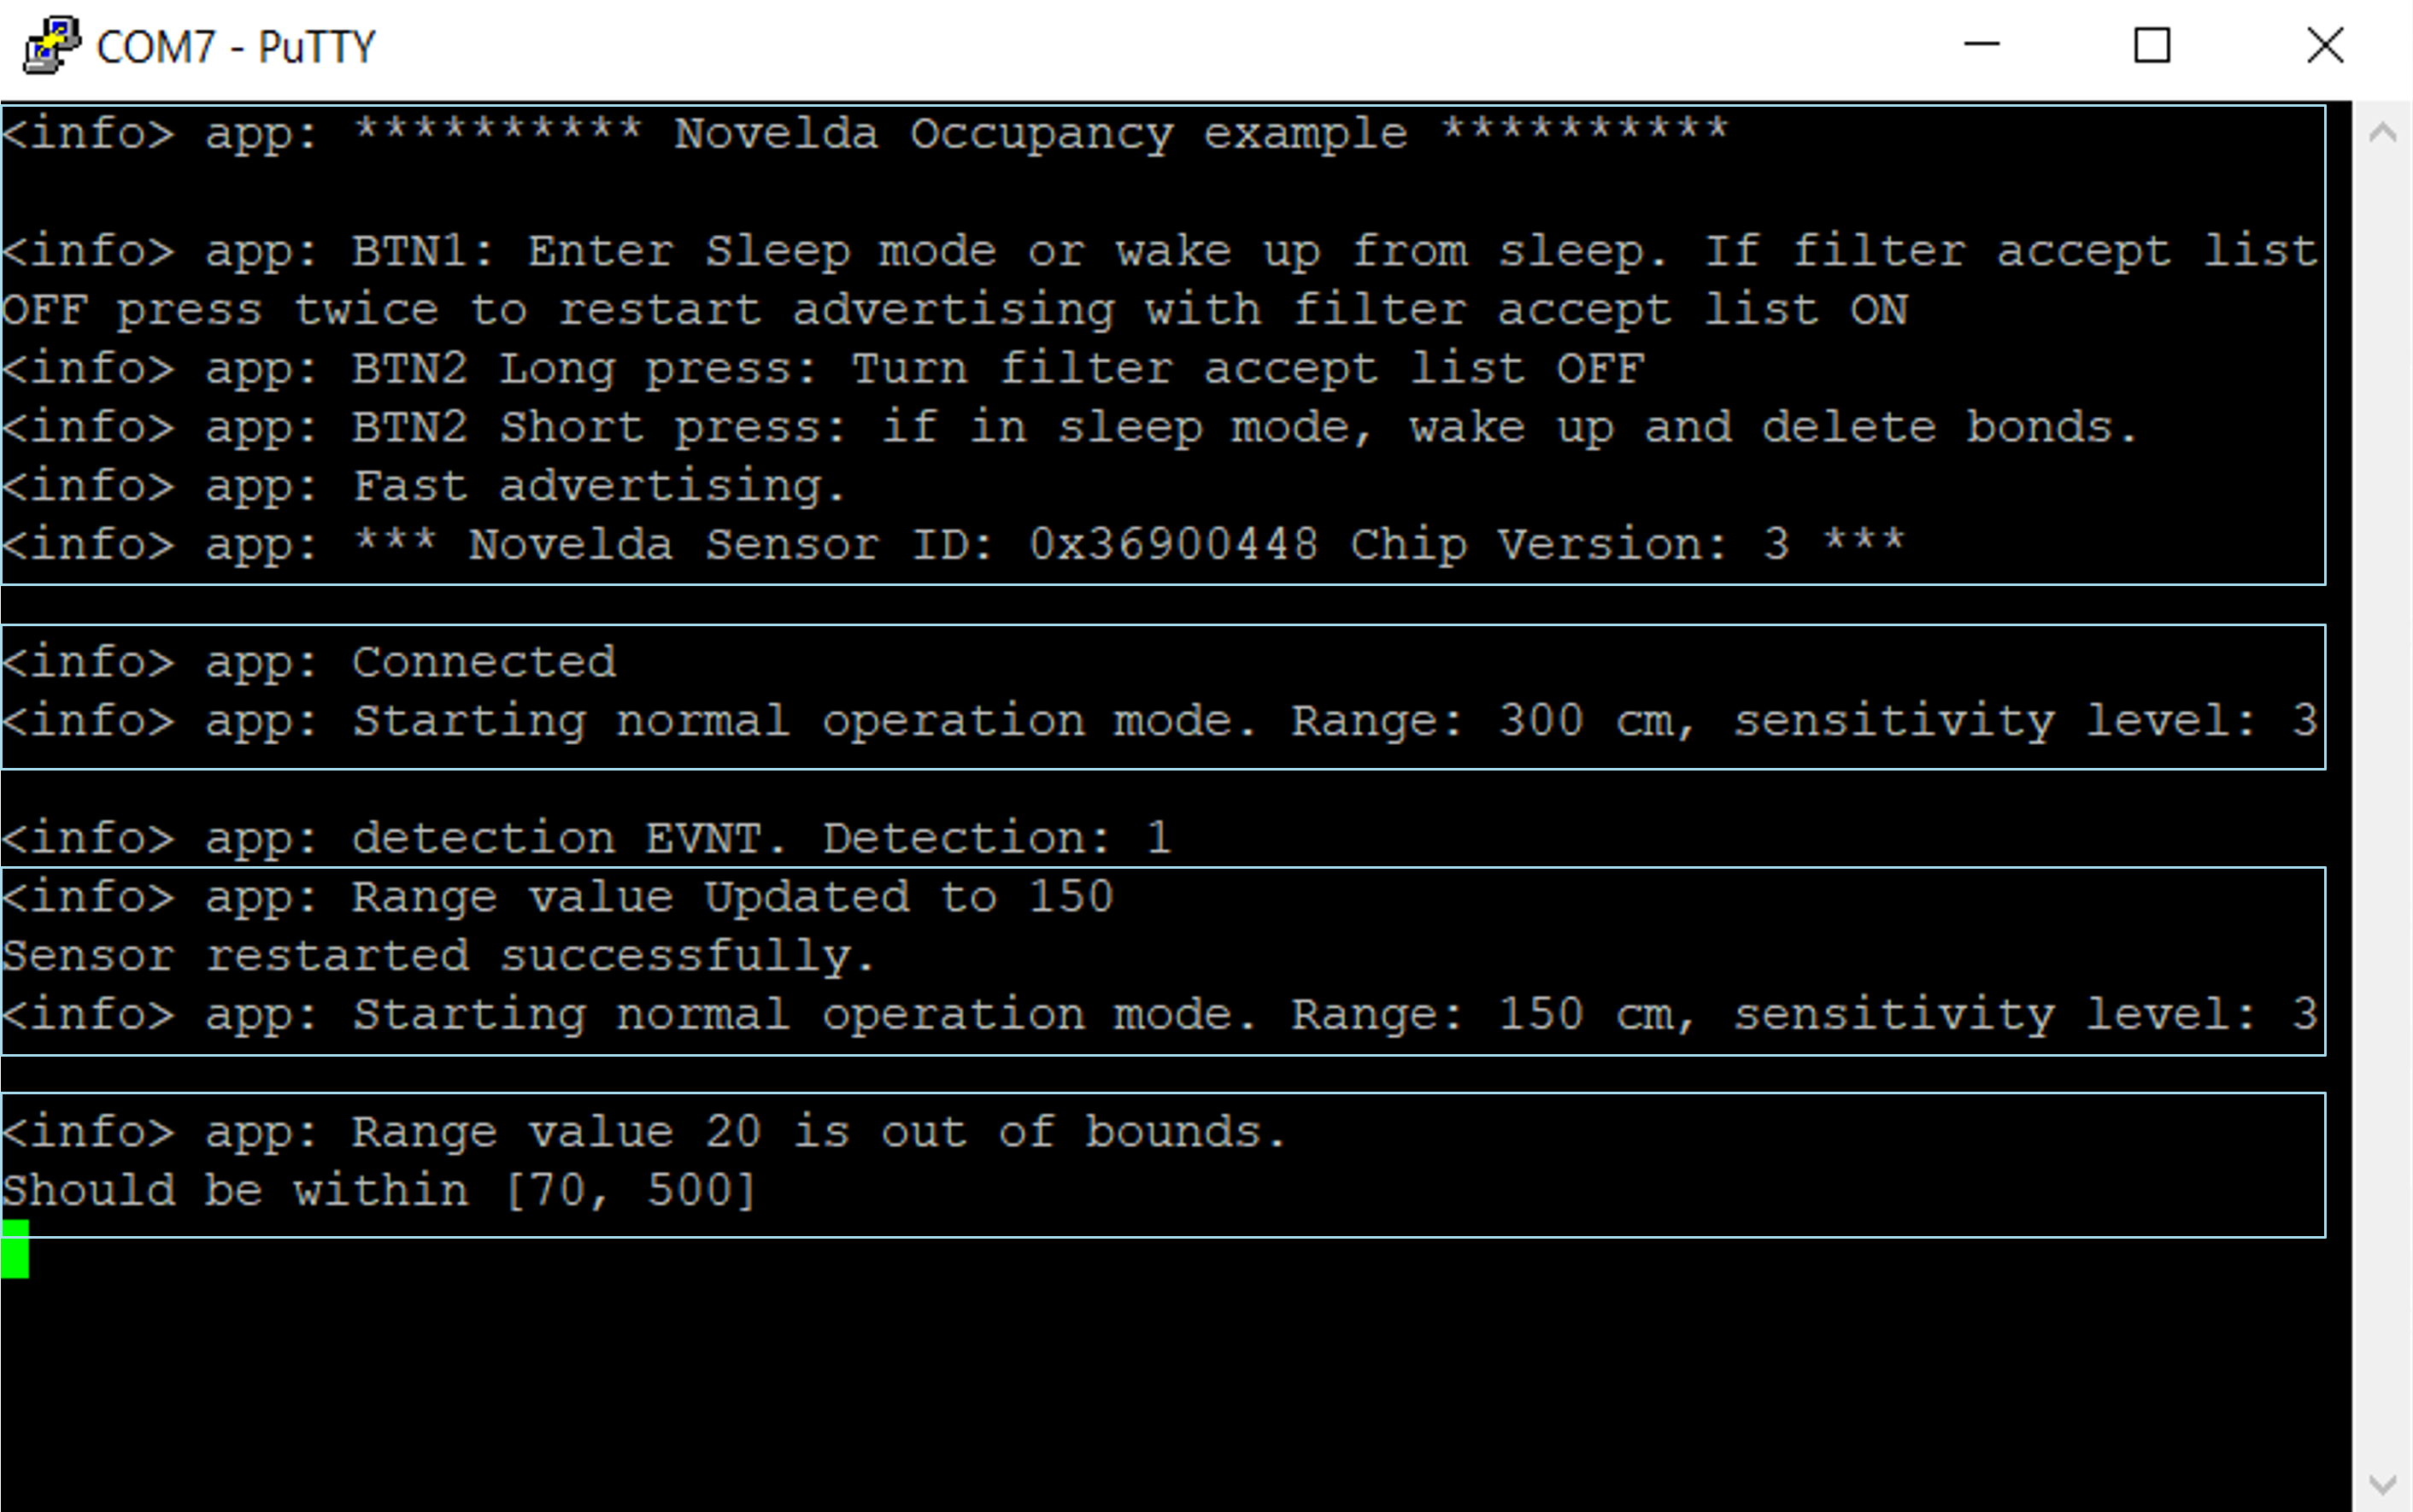 COM7 - PuTTY
<info> app: ********** Novelda Occupancy example **********
<info> app: BTN1: Enter Sleep mode or wake up from sleep. If filter accept list
OFF press twice to restart advertising with filter accept list ON
<info> app: BTN2 Long press: Turn filter accept list OFF
<info> app: BTN2 Short press: if in sleep mode, wake up and delete bonds.
<info> app: Fast advertising.
<info> app: *** Novelda Sensor ID: 0x36900448 Chip Version: 3 ***
<info> app: Connected
<info> app: Starting normal operation mode. Range: 300 cm, sensitivity level: 3
<info> app: detection EVNT. Detection: 1
<info> app: Range value Updated to 150
Sensor restarted successfully.
<info> app: Starting normal operation mode. Range: 150 cm, sensitivity level: 3
<info> app: Range value 20 is out of bounds.
Should be within [70, 500]